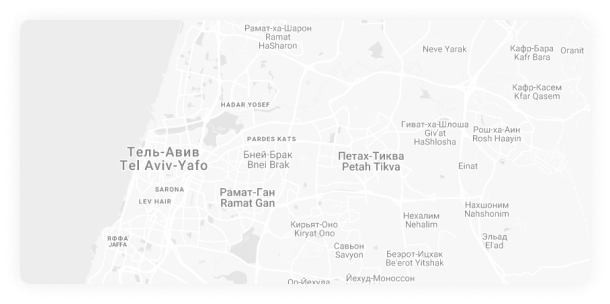 Рамат-ха-Шарон
Ramat
HaSharon
Neve Yarak
Кафр-Бара
Kafr Bara
Oranit
Кафр-Касем
Kfar Qasem
HADAR YOSEF
Гиват-ха-Шлоша
Giv'at
HaShlosha
Рош-ха-Аин
Rosh Haayin
PARDES KATS
Тель-Авив
Tel Aviv-Yafo
Бней-Брак
Bnei Brak
Петах-Тиква
Petah Tikva
Einat
SARONA
LEV HAIR
Рамат-Ган
Ramat Gan
Нахшоним
Nahshonim
Нехалим
Nehalim
Кирьят-Оно
Kiryat Ono
ЯФФА
JAFFA
Савьон
Savyon
Эльад
El'ad
Беэрот-Ицхак
Be'erot Yitshak
Ор-Йехуда
Йехуд-Моноссон